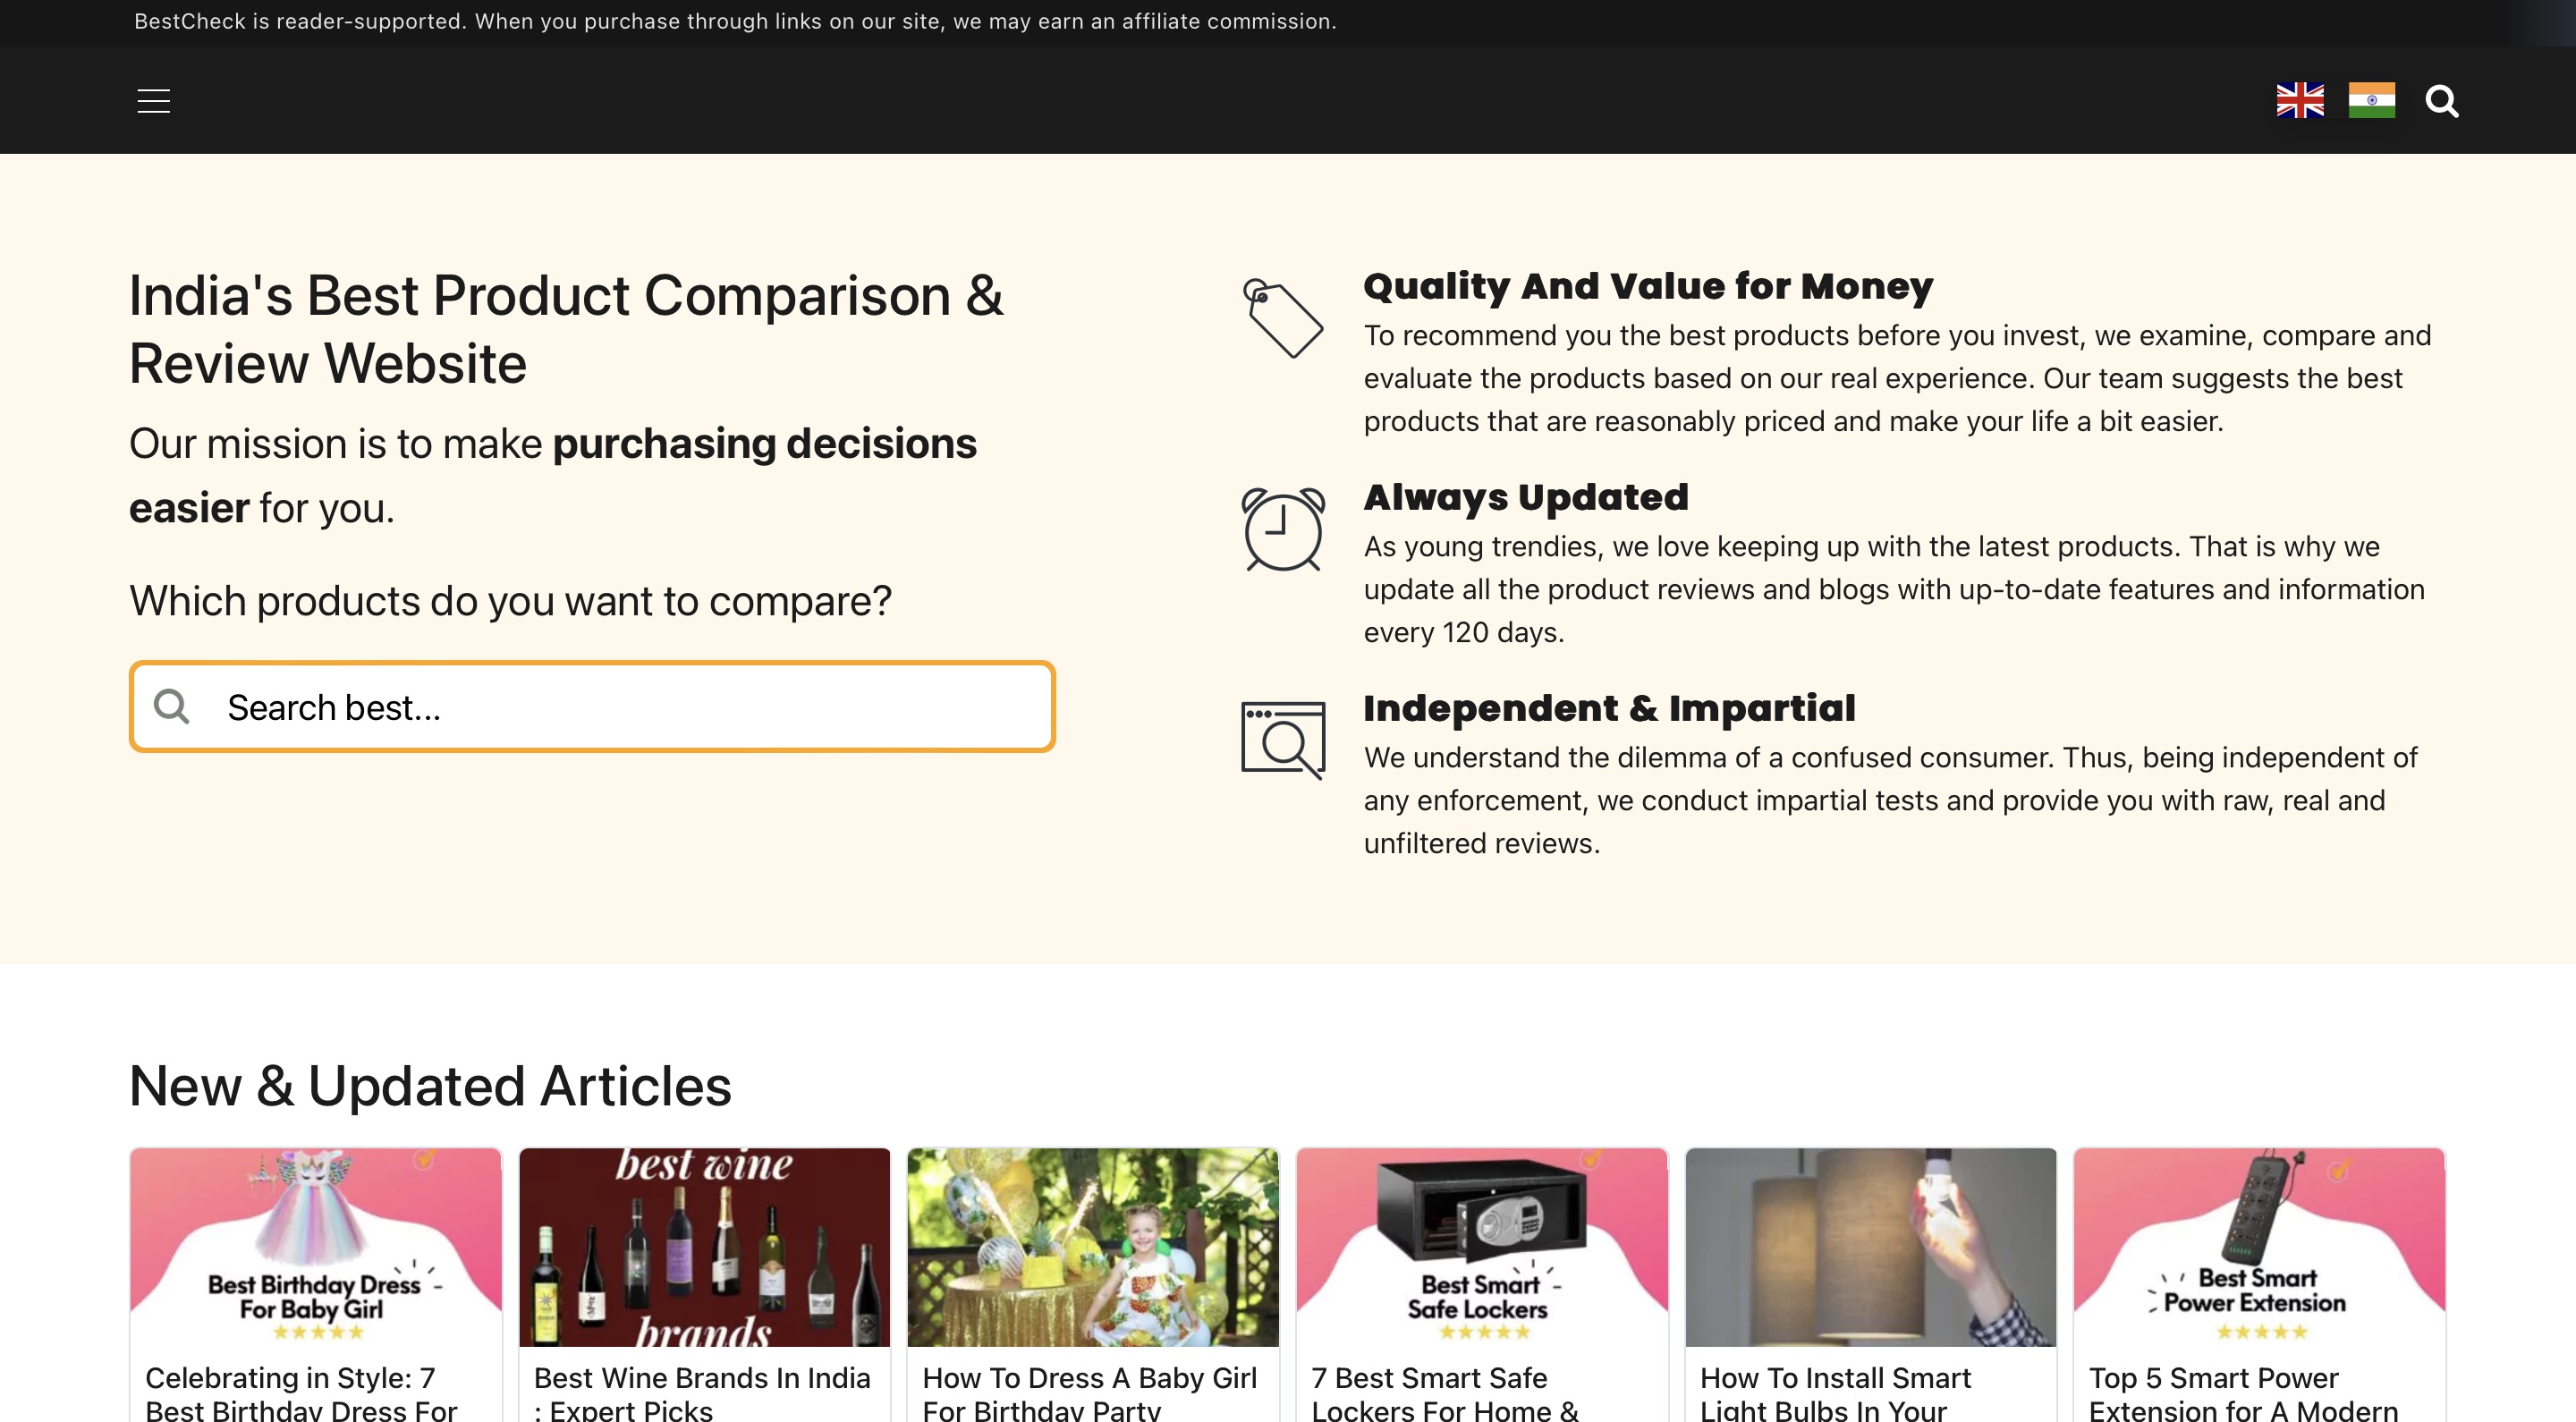 BestCheck is reader-supported. When you purchase through links on our site, we may earn an affiliate commission.
India's Best Product Comparison &
Review Website
Our mission is to make purchasing decisions
easier for you.
Which products do you want to compare?
Search best...
Quality And Value for Money
To recommend you the best products before you invest, we examine, compare and
evaluate the products based on our real experience. Our team suggests the best
products that are reasonably priced and make your life a bit easier.
Always Updated
As young trendies, we love keeping up with the latest products. That is why we
update all the product reviews and blogs with up-to-date features and information
every 120 days.
Independent & Impartial
We understand the dilemma of a confused consumer. Thus, being independent of
any enforcement, we conduct impartial tests and provide you with raw, real and
unfiltered reviews.
New & Updated Articles
Best Birthday Dress
For Baby Girl
Celebrating in Style: 7
Best Birthday Dress For
best wine
brands
Best Wine Brands In India
: Expert Picks
How To Dress A Baby Girl
For Birthday Party
Best Smart
Safe Lockers
7 Best Smart Safe
Lockers For Home &
How To Install Smart
Light Bulbs In Your
Best Smart
Power Extension
Top 5 Smart Power
Extension for A Modern